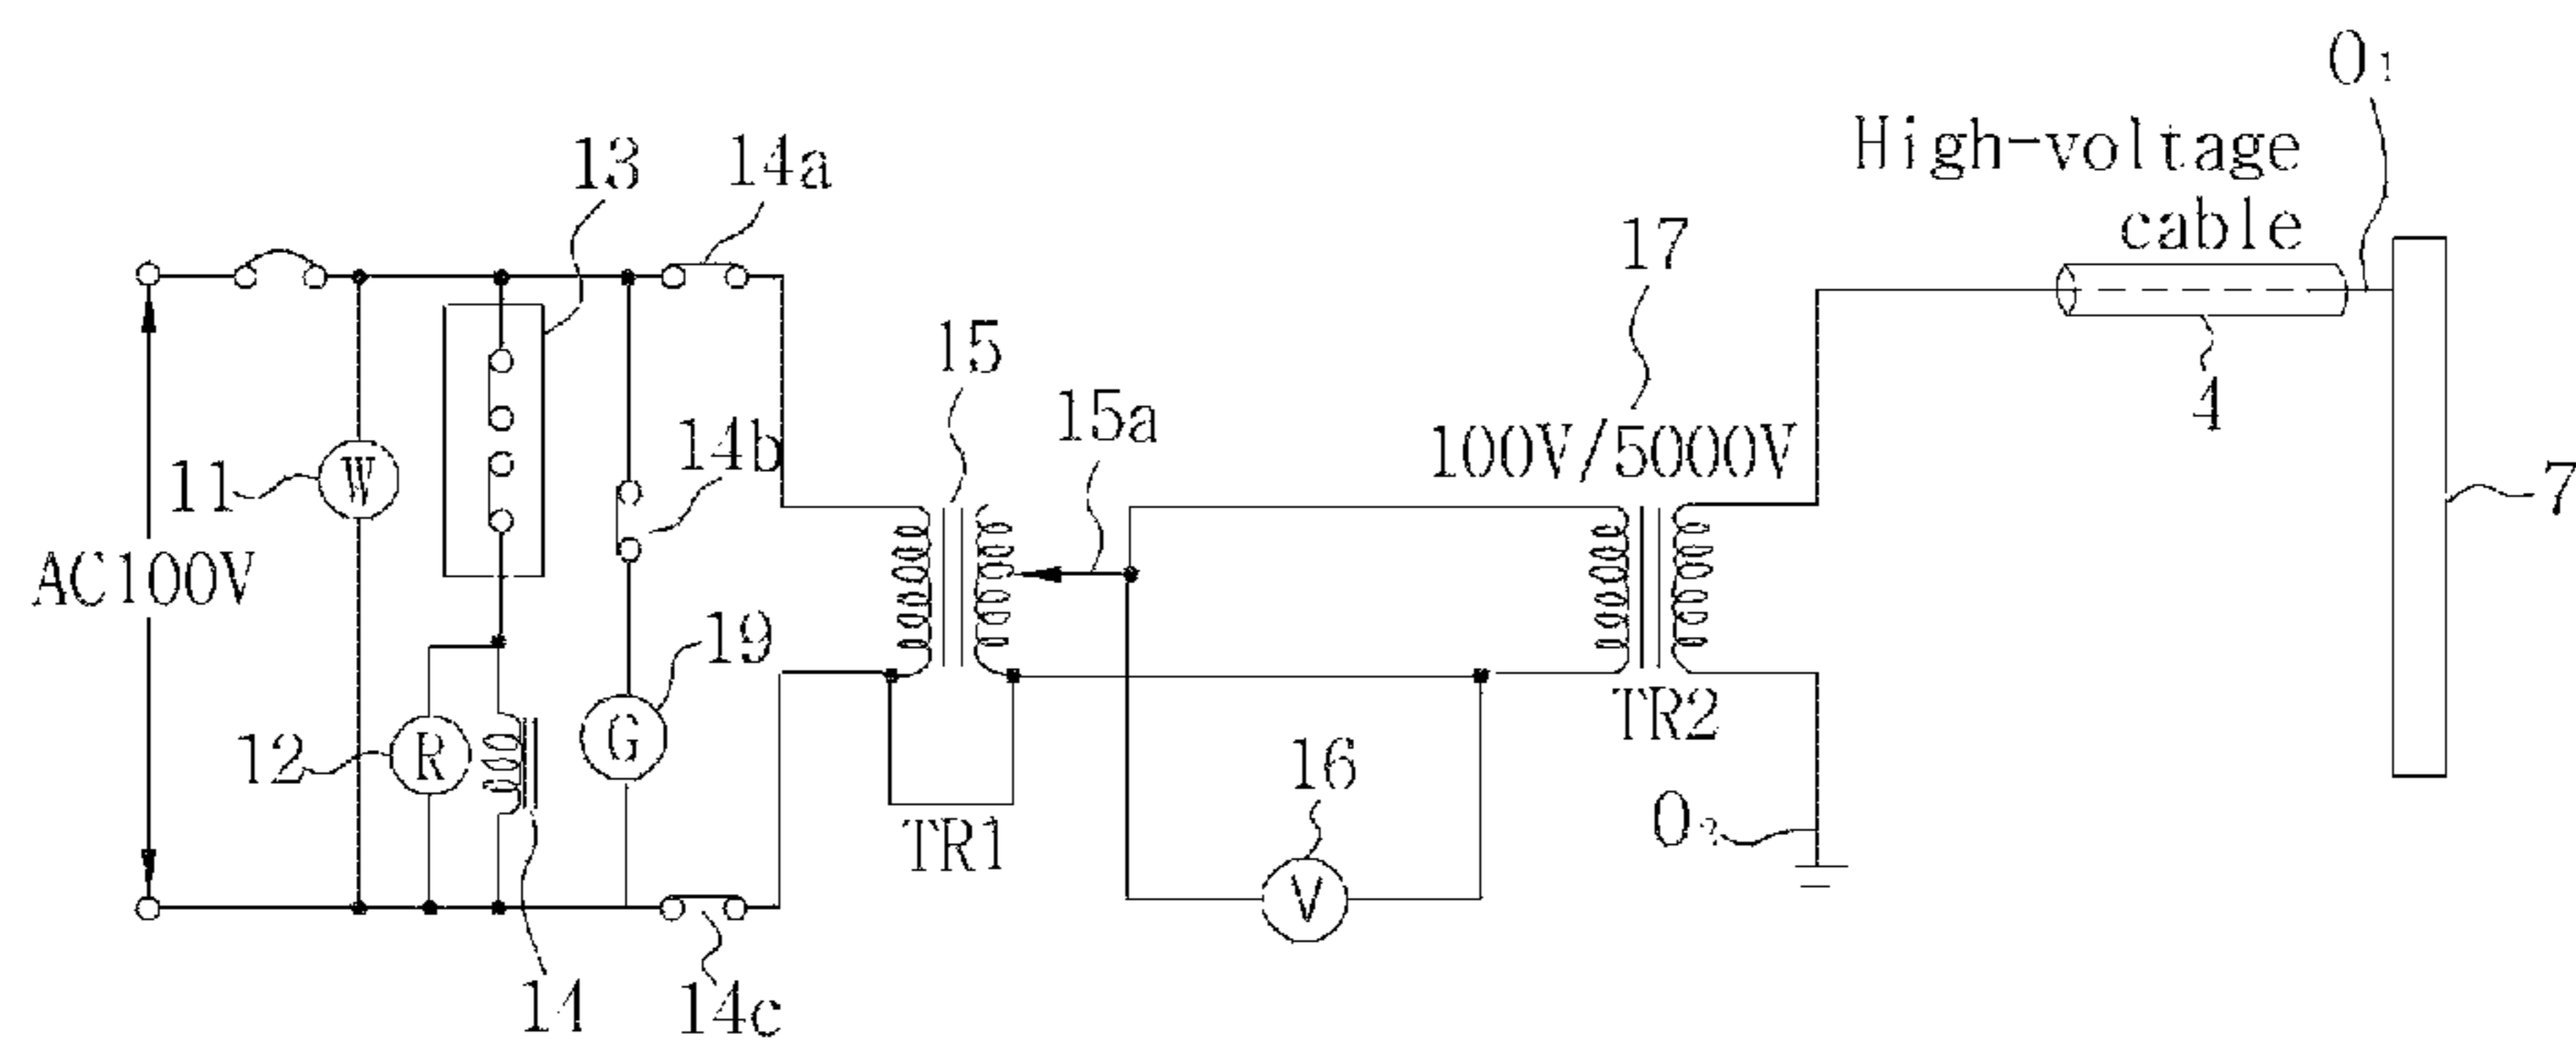 O1
High-voltage
cable
13
14a
17
15
15a
100V/5000V
4
7
14b
11
W
AC100V
19
12
R
G
TR2
16
TR1
O2
V
14
14c